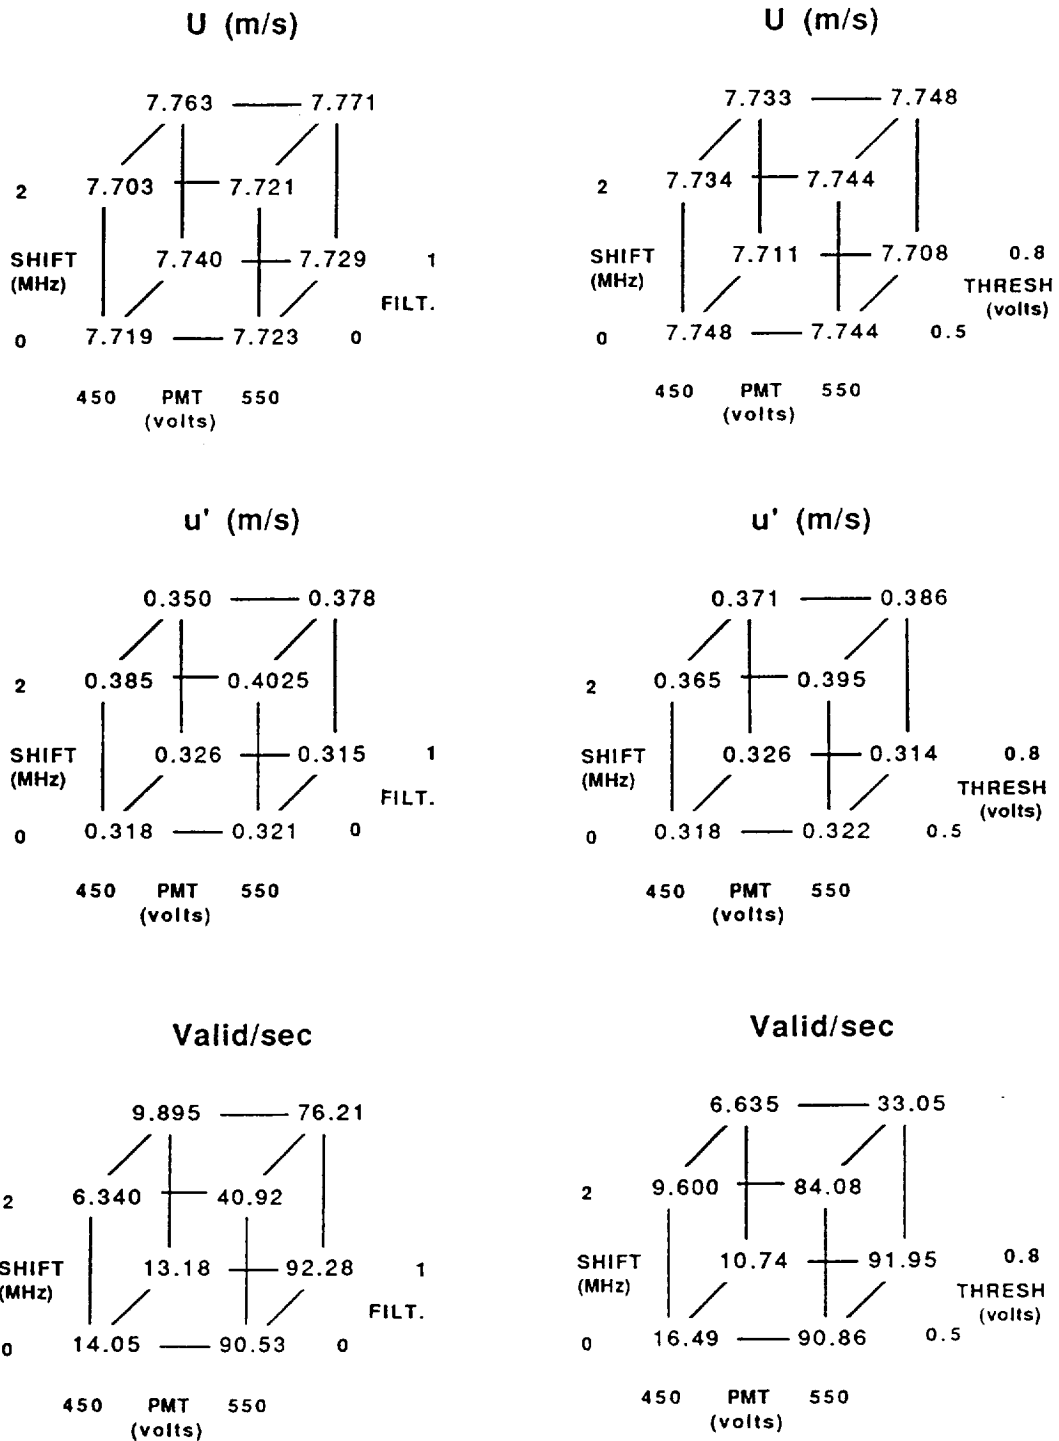 U (m/s)
7.763 7.771
2 7.703 7.721
SHIFT 7.740 7.729 1
(MHz)
FILT.
0 7.719 7.723 0
450 PMT 550
(volts)
U (m/s)
7.733 7.748
2 7.734 7.744
SHIFT 7.711 7.708 0.8
(MHz) THRESH
(volts)
0 7.748 7.744 0.5
450 PMT 550
(volts)
u' (m/s)
0.350 0.378
2 0.385 0.4025
SHIFT 0.326 0.315 1
(MHz)
FILT.
0 0.318 0.321 0
450 PMT 550
(volts)
u' (m/s)
0.371 0.386
2 0.365 0.395
SHIFT 0.326 0.314 0.8
(MHz) THRESH
(volts)
0 0.318 0.322 0.5
450 PMT 550
(volts)
Valid/sec
9.895 76.21
2 6.340 40.92
SHIFT 13.18 92.28 1
(MHz)
FILT.
0 14.05 90.53 0
450 PMT 550
(volts)
Valid/sec
6.635 33.05
2 9.600 84.08
SHIFT 10.74 91.95 0.8
(MHz) THRESH
(volts)
0 16.49 90.86 0.5
450 PMT 550
(volts)